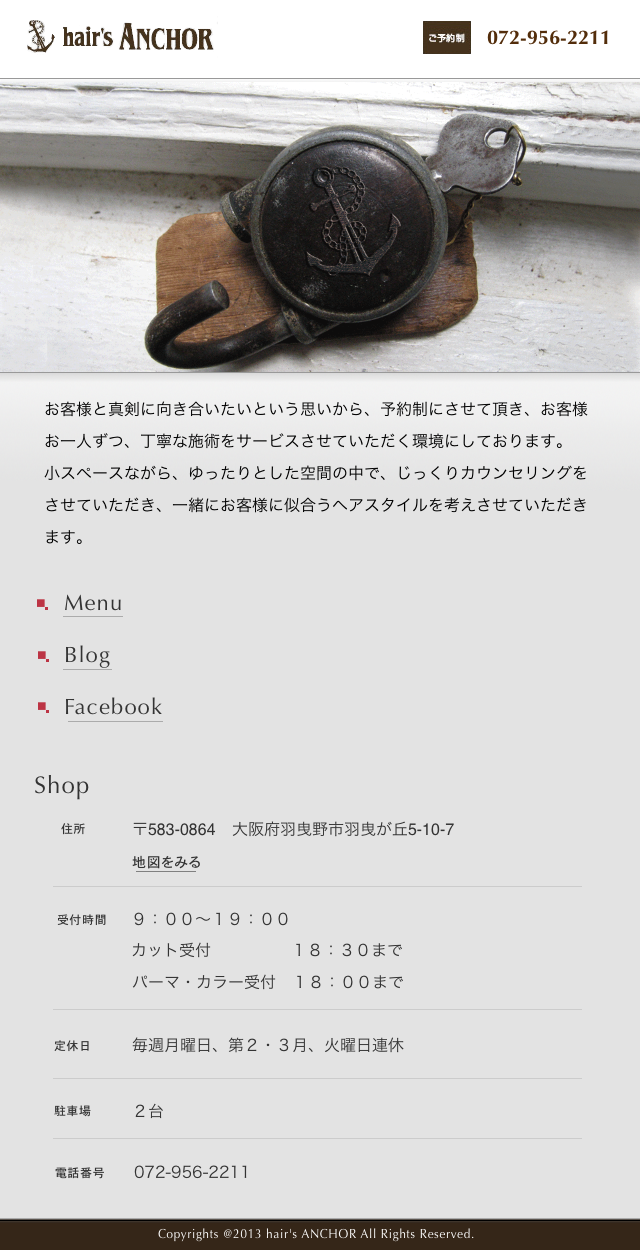 hair's ANCHOR
ご予約制
072-956-2211
お客様と真剣に向き合いたいという思いから、予約制にさせて頂き、お客様
お一人ずつ、丁寧な施術をサービスさせていただく環境にしております。
小スペースながら、ゆったりとした空間の中で、じっくりカウンセリングを
させていただき、一緒にお客様に似合うヘアスタイルを考えさせていただき
ます。
Menu
Blog
Facebook
Shop
住所 〒583-0864 大阪府羽曳野市羽曳が丘5-10-7
地図をみる
受付時間 9：00〜19：00
カット受付 18：30まで
パーマ・カラー受付 18：00まで
定休日 毎週月曜日、第2・3月、火曜日連休
駐車場 2台
電話番号 072-956-2211
Copyrights @2013 hair's ANCHOR All Rights Reserved.